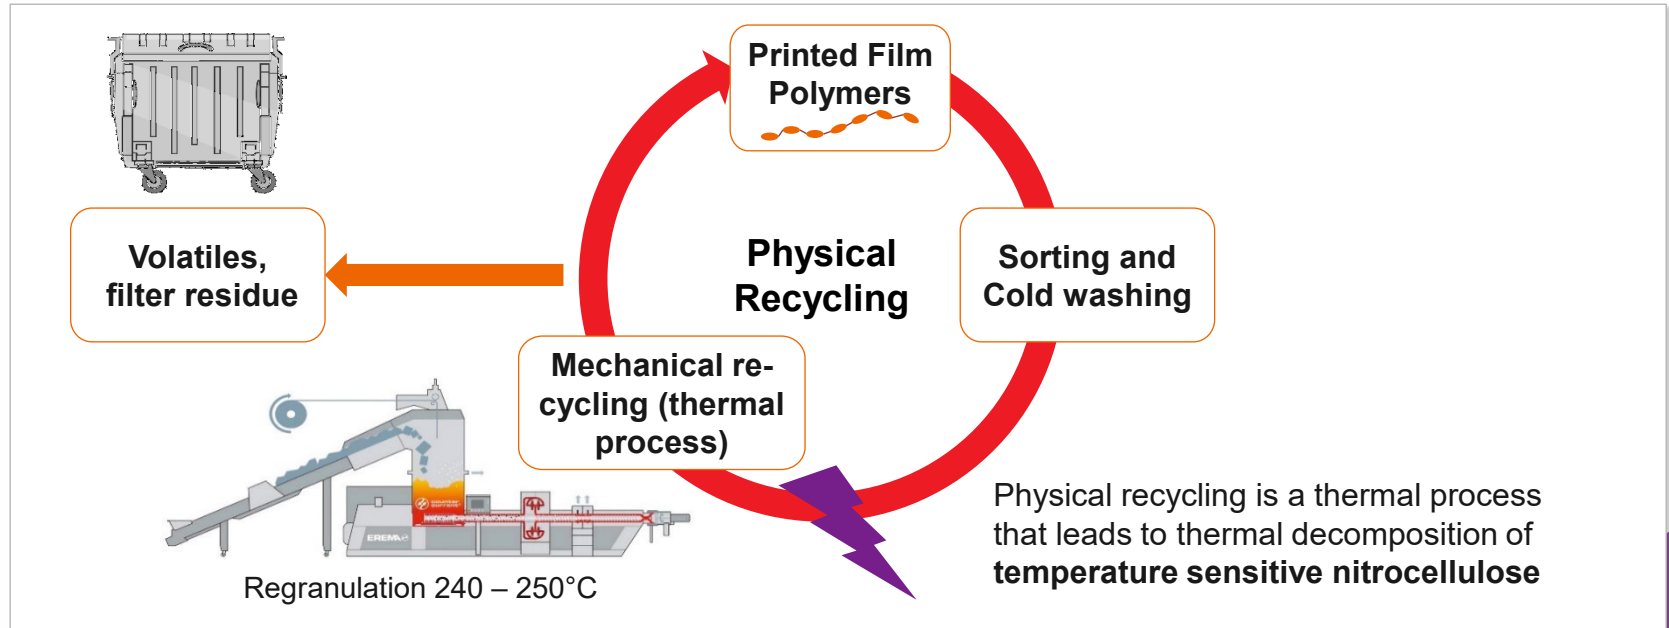 Printed Film
Polymers
Volatiles,
filter residue
Physical
Recycling
Sorting and
Cold washing
Mechanical re-
cycling (thermal
process)
EREMA
Regranulation 240 – 250°C
Physical recycling is a thermal process
that leads to thermal decomposition of
temperature sensitive nitrocellulose